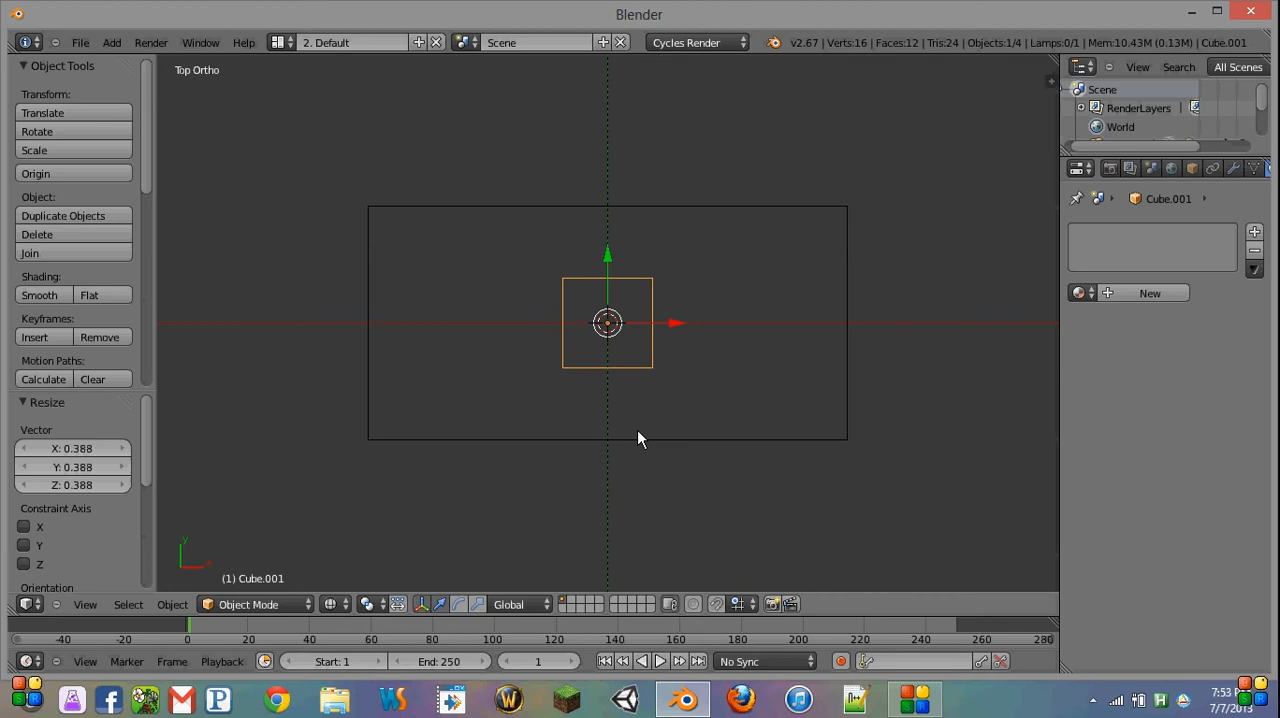 Blender
File Add Render Window Help 2. Default Scene Cycles Render v2.67 | Verts:16 | Faces:12 | Tris:24 | Objects:1/4 | Lamps:0/1 | Mem:10.43M (0.13M) | Cube.001
Object Tools
Transform:
Translate
Rotate
Scale
Origin
Object:
Duplicate Objects
Delete
Join
Shading:
Smooth Flat
Keyframes:
Insert Remove
Motion Paths:
Calculate Clear
Resize
Vector
X: 0.388
Y: 0.388
Z: 0.388
Constraint Axis
X
Y
Z
Orientation
Top Ortho
y
x
(1) Cube.001
View Search All Scenes
Scene
RenderLayers
World
Cube.001
New
View Select Object Object Mode Global
-40 -20 0 20 40 60 80 100 120 140 160 180 200 220 240 260 280
View Marker Frame Playback Start: 1 End: 250 1 No Sync
7:53 P
7/7/2013